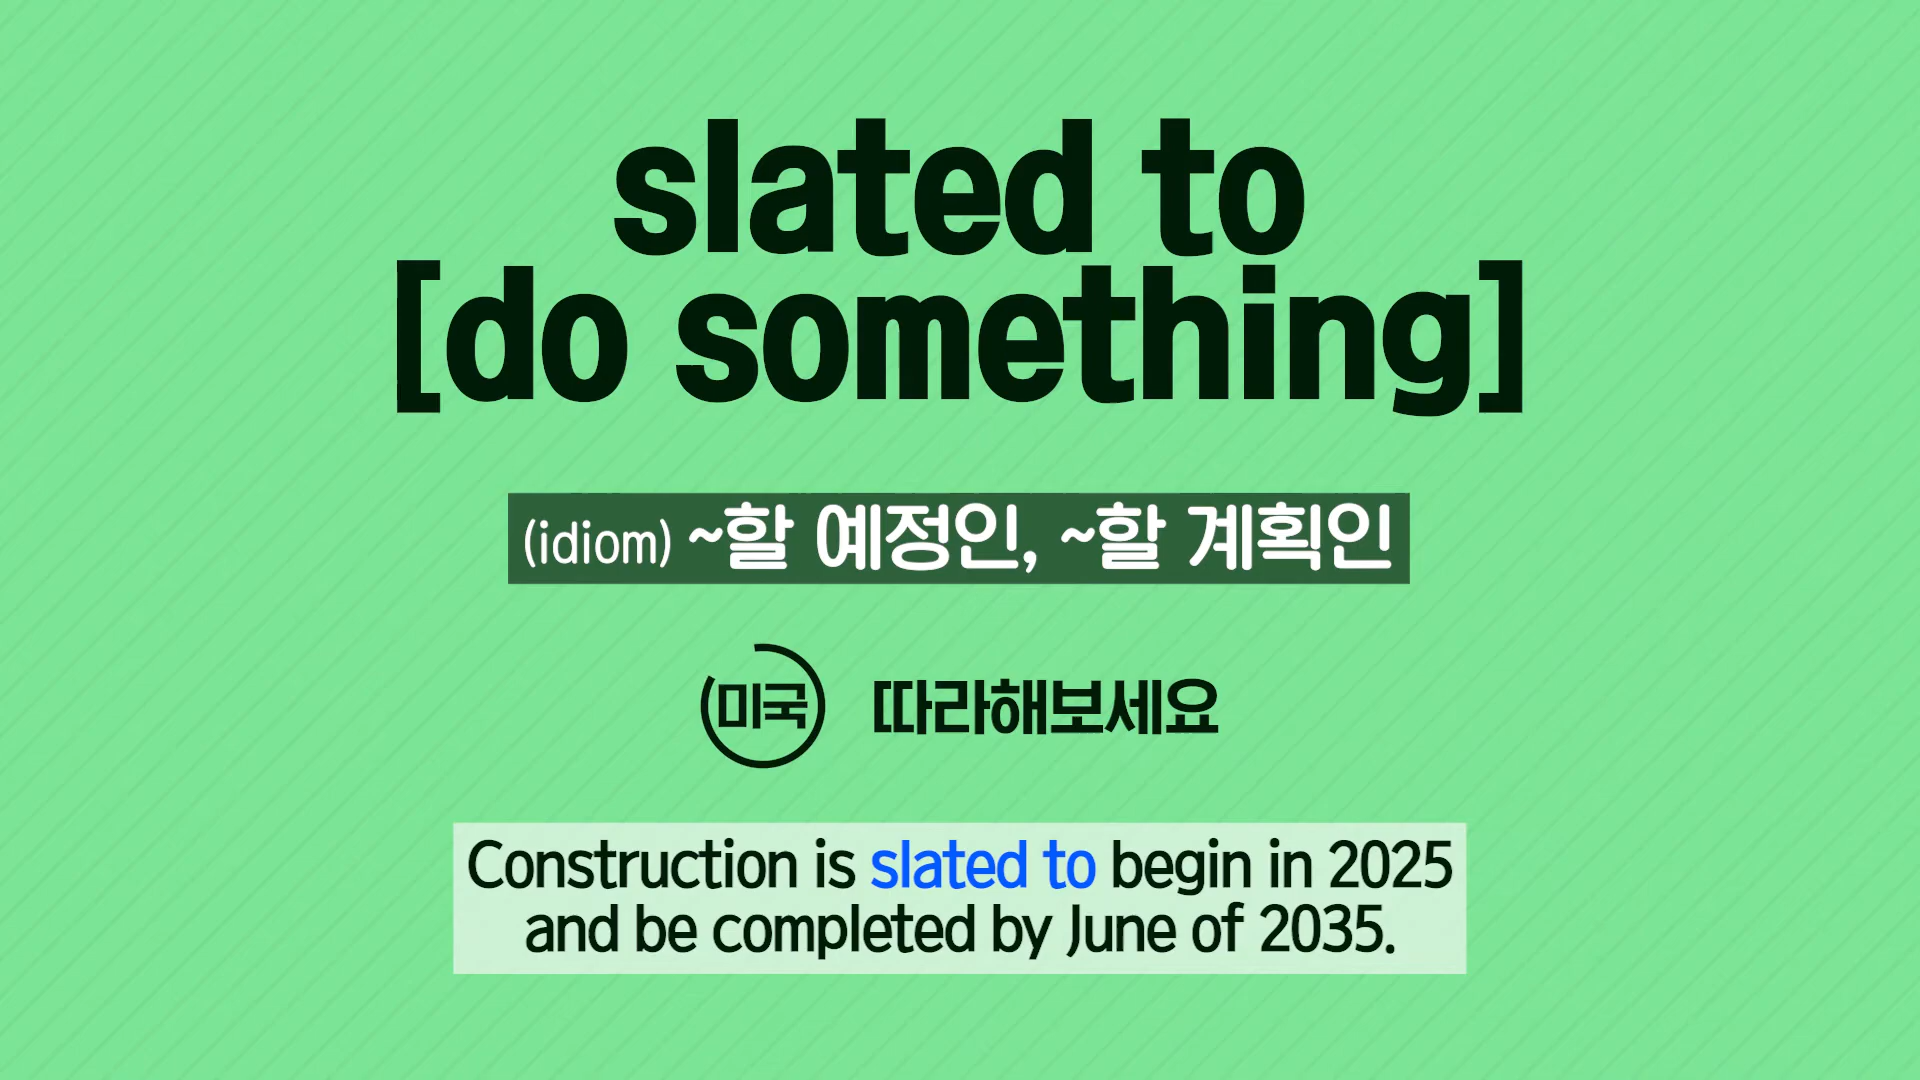 slated to
[do something]
(idiom) ~할 예정인, ~할 계획인
미국 따라해보세요
Construction is slated to begin in 2025
and be completed by June of 2035.